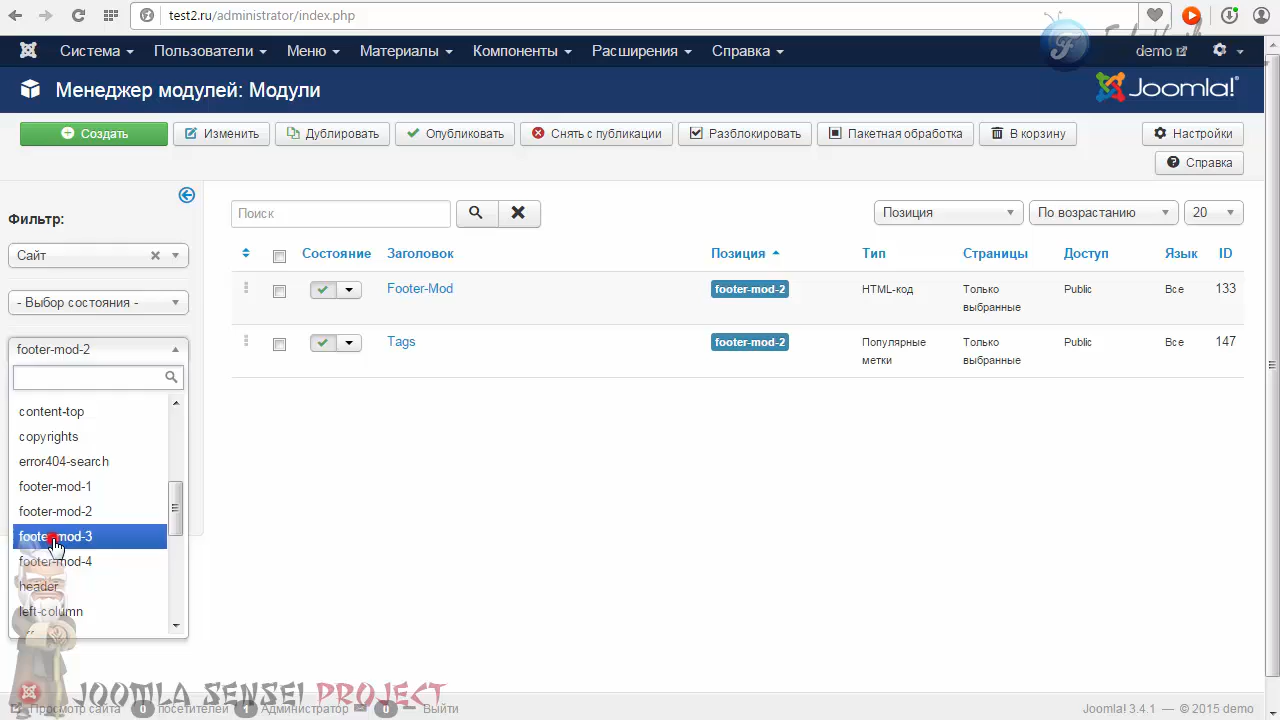 test2.ru/administrator/index.php
Система Пользователи Меню Материалы Компоненты Расширения Справка demo
Менеджер модулей: Модули
Joomla!
Создать Изменить Дублировать Опубликовать Снять с публикации Разблокировать Пакетная обработка В корзину Настройки
Справка
Фильтр:
Сайт
- Выбор состояния -
footer-mod-2
content-top
copyrights
error404-search
footer-mod-1
footer-mod-2
footer-mod-3
footer-mod-4
header
left-column
Поиск
Позиция По возрастанию 20
Состояние Заголовок Позиция Тип Страницы Доступ Язык ID
Footer-Mod footer-mod-2 HTML-код Только выбранные Public Все 133
Tags footer-mod-2 Популярные метки Только выбранные Public Все 147
JOOMLA SENSEI PROJECT
Просмотр сайта 0 посетителей 1 Администратор 0 Выйти
Joomla! 3.4.1 — © 2015 demo